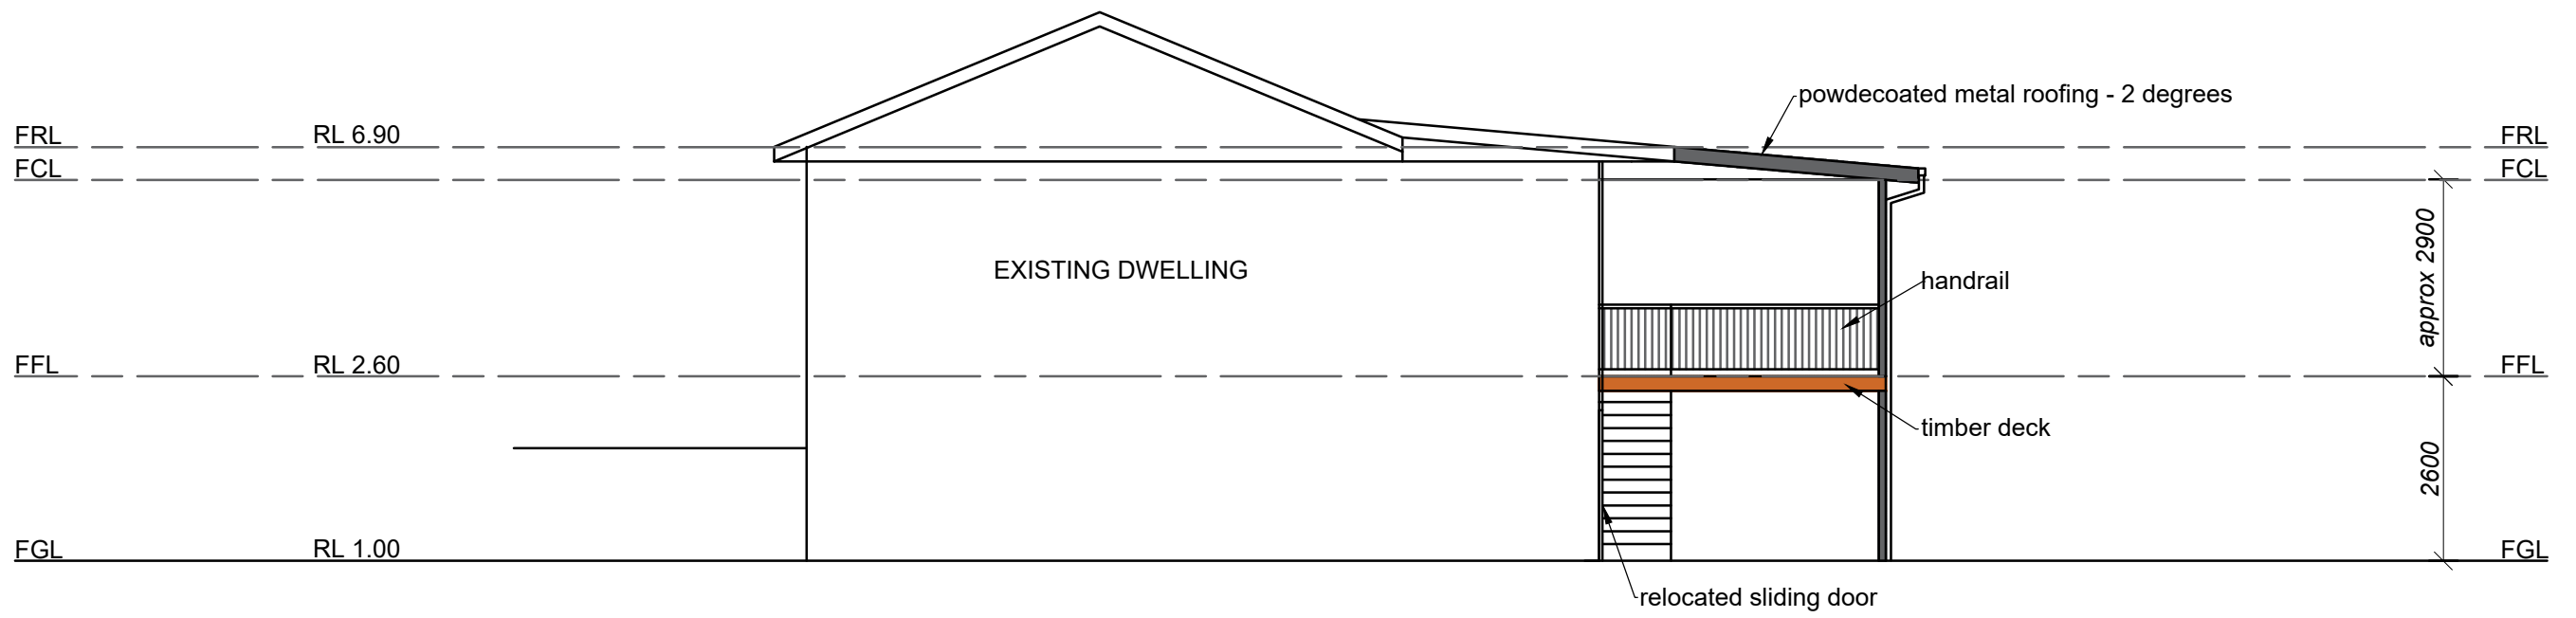 powdecoated metal roofing - 2 degrees
FRL RL 6.90 FRL
FCL FCL
approx 2900
EXISTING DWELLING
handrail
FFL RL 2.60 FFL
timber deck
2600
FGL RL 1.00 FGL
relocated sliding door